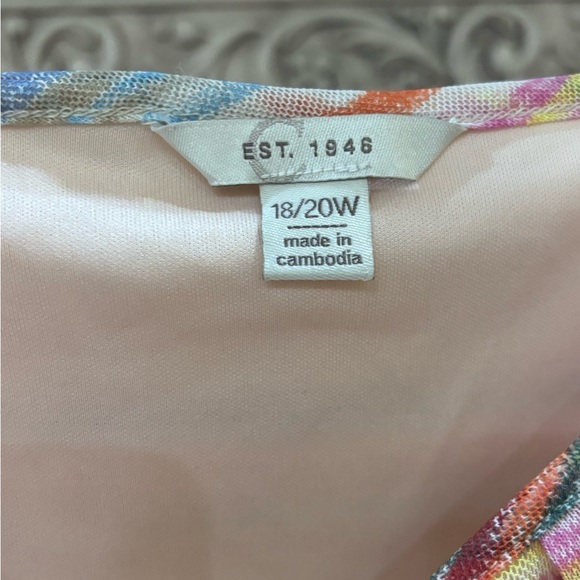 C
EST. 1946
18/20W
made in
cambodia